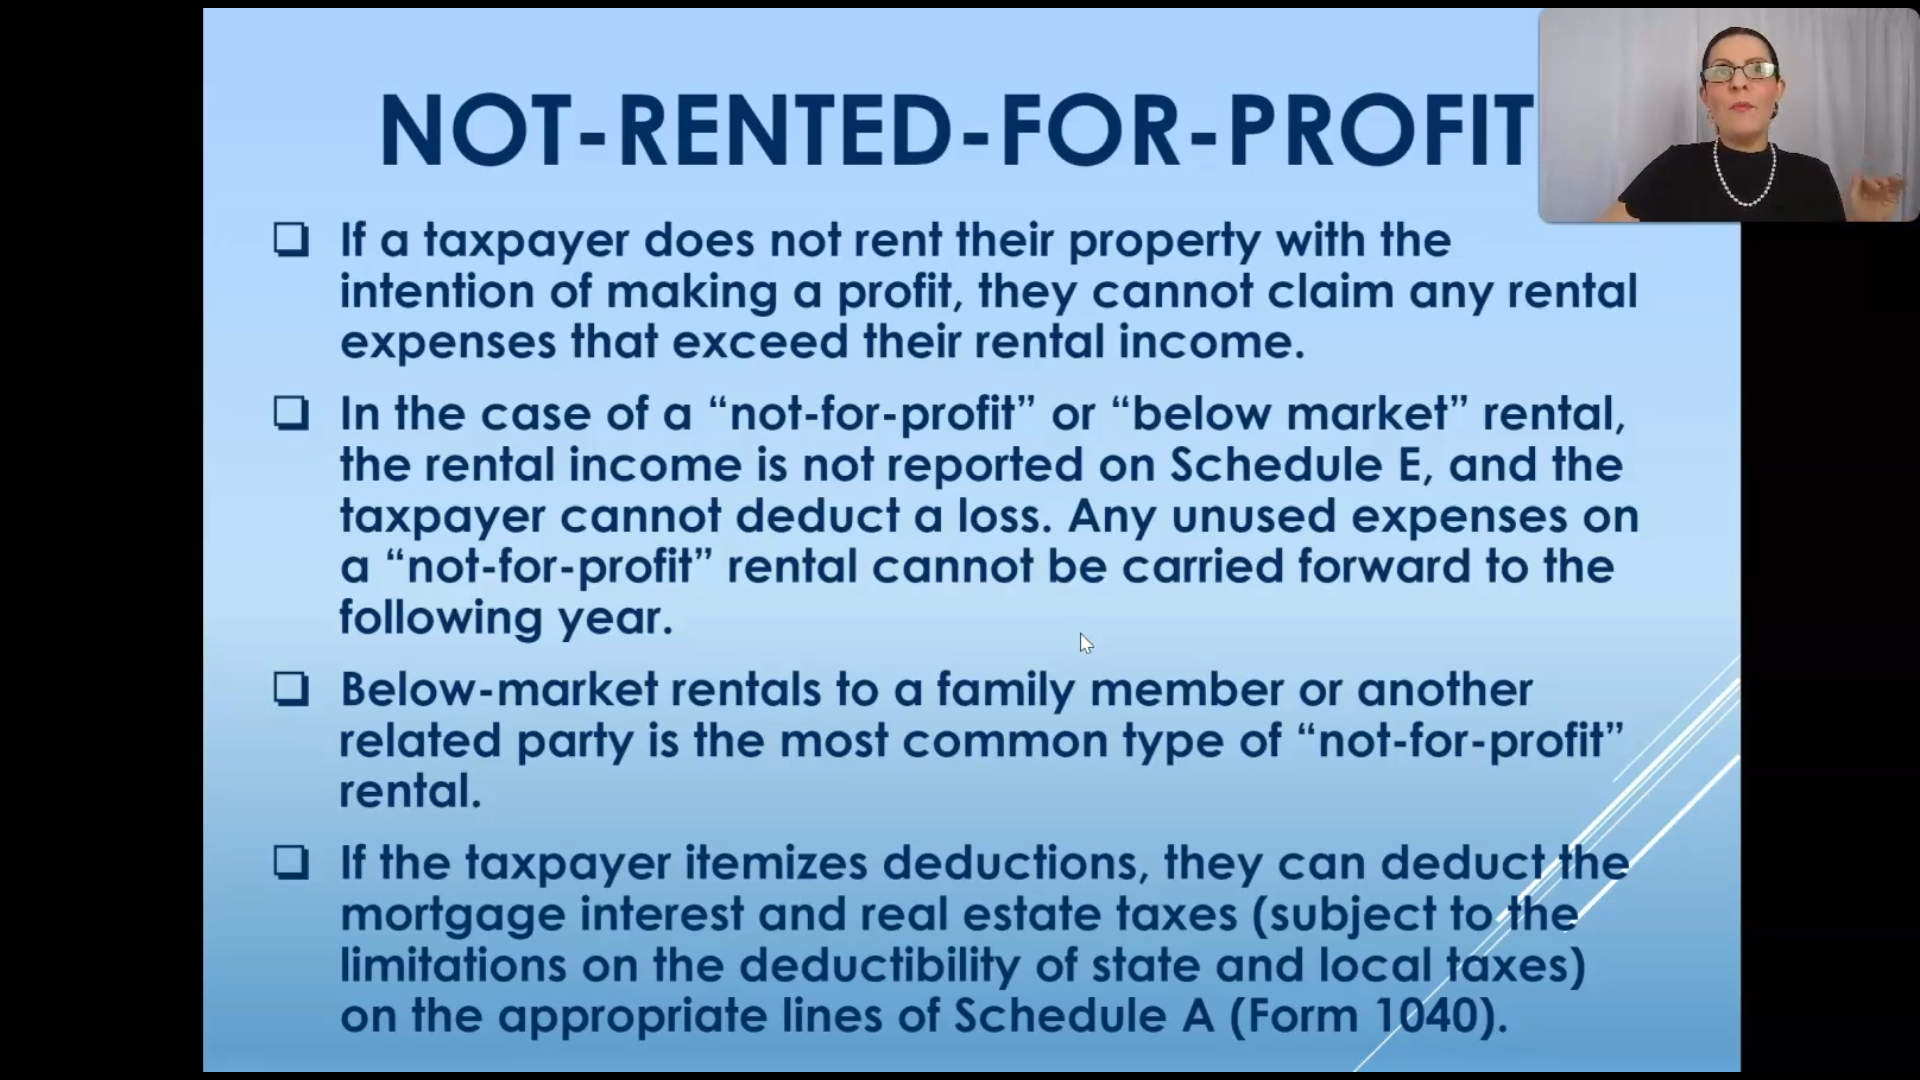 NOT-RENTED-FOR-PROFIT
If a taxpayer does not rent their property with the
intention of making a profit, they cannot claim any rental
expenses that exceed their rental income.
In the case of a “not-for-profit” or “below market” rental,
the rental income is not reported on Schedule E, and the
taxpayer cannot deduct a loss. Any unused expenses on
a “not-for-profit” rental cannot be carried forward to the
following year.
Below-market rentals to a family member or another
related party is the most common type of “not-for-profit”
rental.
If the taxpayer itemizes deductions, they can deduct the
mortgage interest and real estate taxes (subject to the
limitations on the deductibility of state and local taxes)
on the appropriate lines of Schedule A (Form 1040).